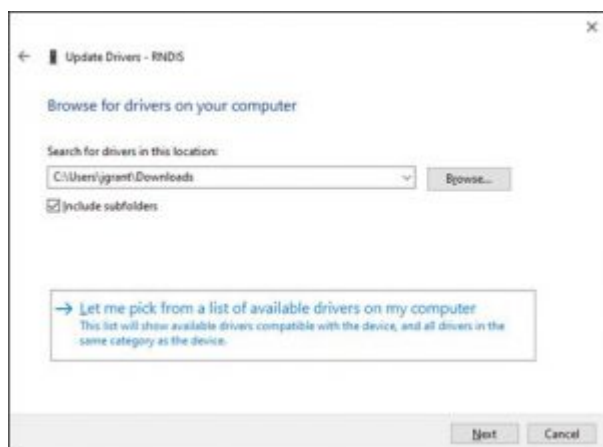 Update Drivers - RNDIS
Browse for drivers on your computer
Search for drivers in this location:
C:\Users\jgrant\Downloads
Browse...
Include subfolders
Let me pick from a list of available drivers on my computer
This list will show available drivers compatible with the device, and all drivers in the
same category as the device.
Next
Cancel